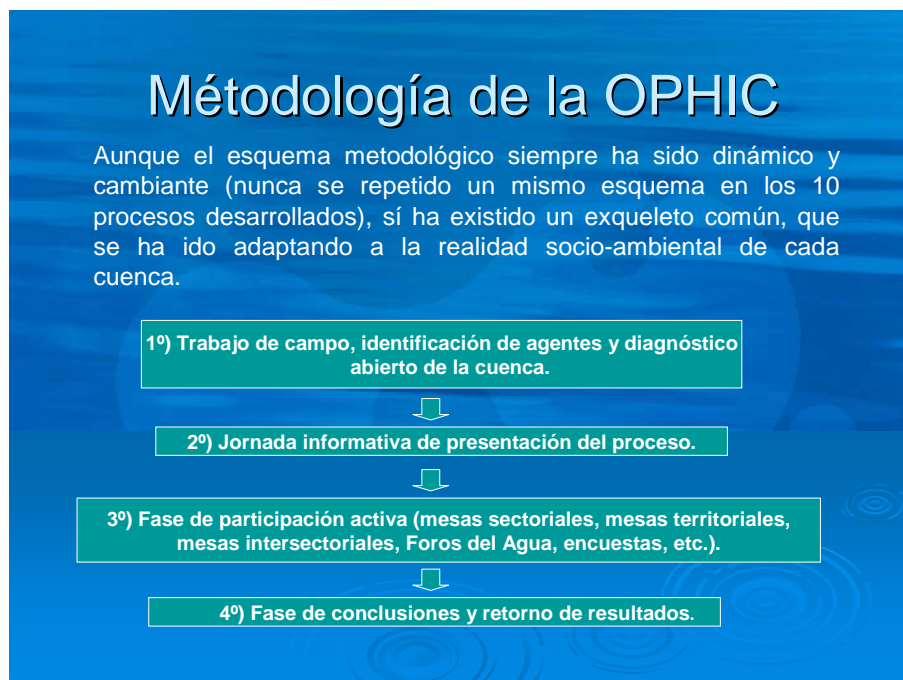 Métodología de la OPHIC
Aunque el esquema metodológico siempre ha sido dinámico y
cambiante (nunca se repetido un mismo esquema en los 10
procesos desarrollados), sí ha existido un exqueleto común, que
se ha ido adaptando a la realidad socio-ambiental de cada
cuenca.
1º) Trabajo de campo, identificación de agentes y diagnóstico
abierto de la cuenca.
2º) Jornada informativa de presentación del proceso.
3º) Fase de participación activa (mesas sectoriales, mesas territoriales,
mesas intersectoriales, Foros del Agua, encuestas, etc.).
4º) Fase de conclusiones y retorno de resultados.